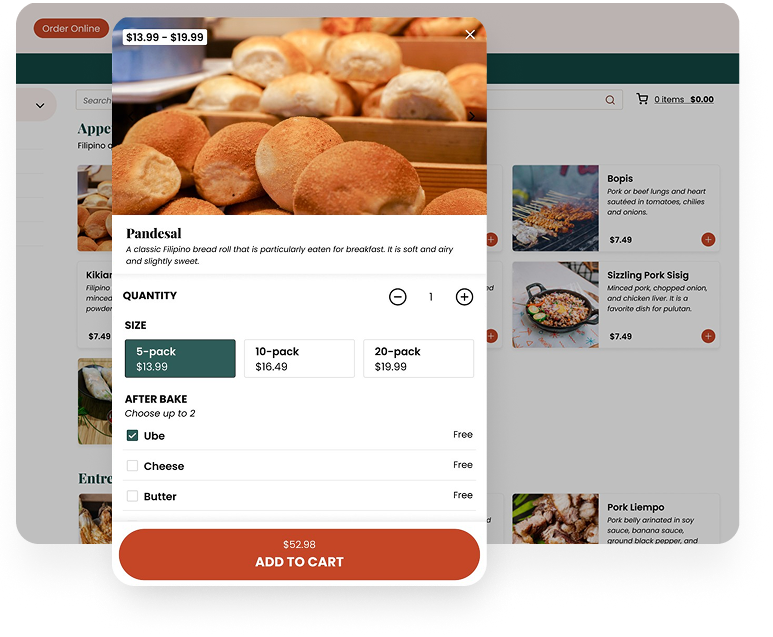 Order Online
$13.99 - $19.99
Search
0 items $0.00
Appe
Filipino
Pandesal
A classic Filipino bread roll that is particularly eaten for breakfast. It is soft and airy
and slightly sweet.
QUANTITY
1
SIZE
5-pack
$13.99
10-pack
$16.49
20-pack
$19.99
AFTER BAKE
Choose up to 2
Ube
Free
Cheese
Free
Butter
Free
$52.98
ADD TO CART
Bopis
Pork or beef lungs and heart
sautéed in tomatoes, chilies
and onions.
$7.49
Kikiar
Filipino
minced
powder
$7.49
ed
Sizzling Pork Sisig
Minced pork, chopped onion,
and chicken liver. It is a
favorite dish for pulutan.
$7.49
Entre
d
Pork Liempo
Pork belly arinated in soy
sauce, banana sauce,
ground black pepper, and